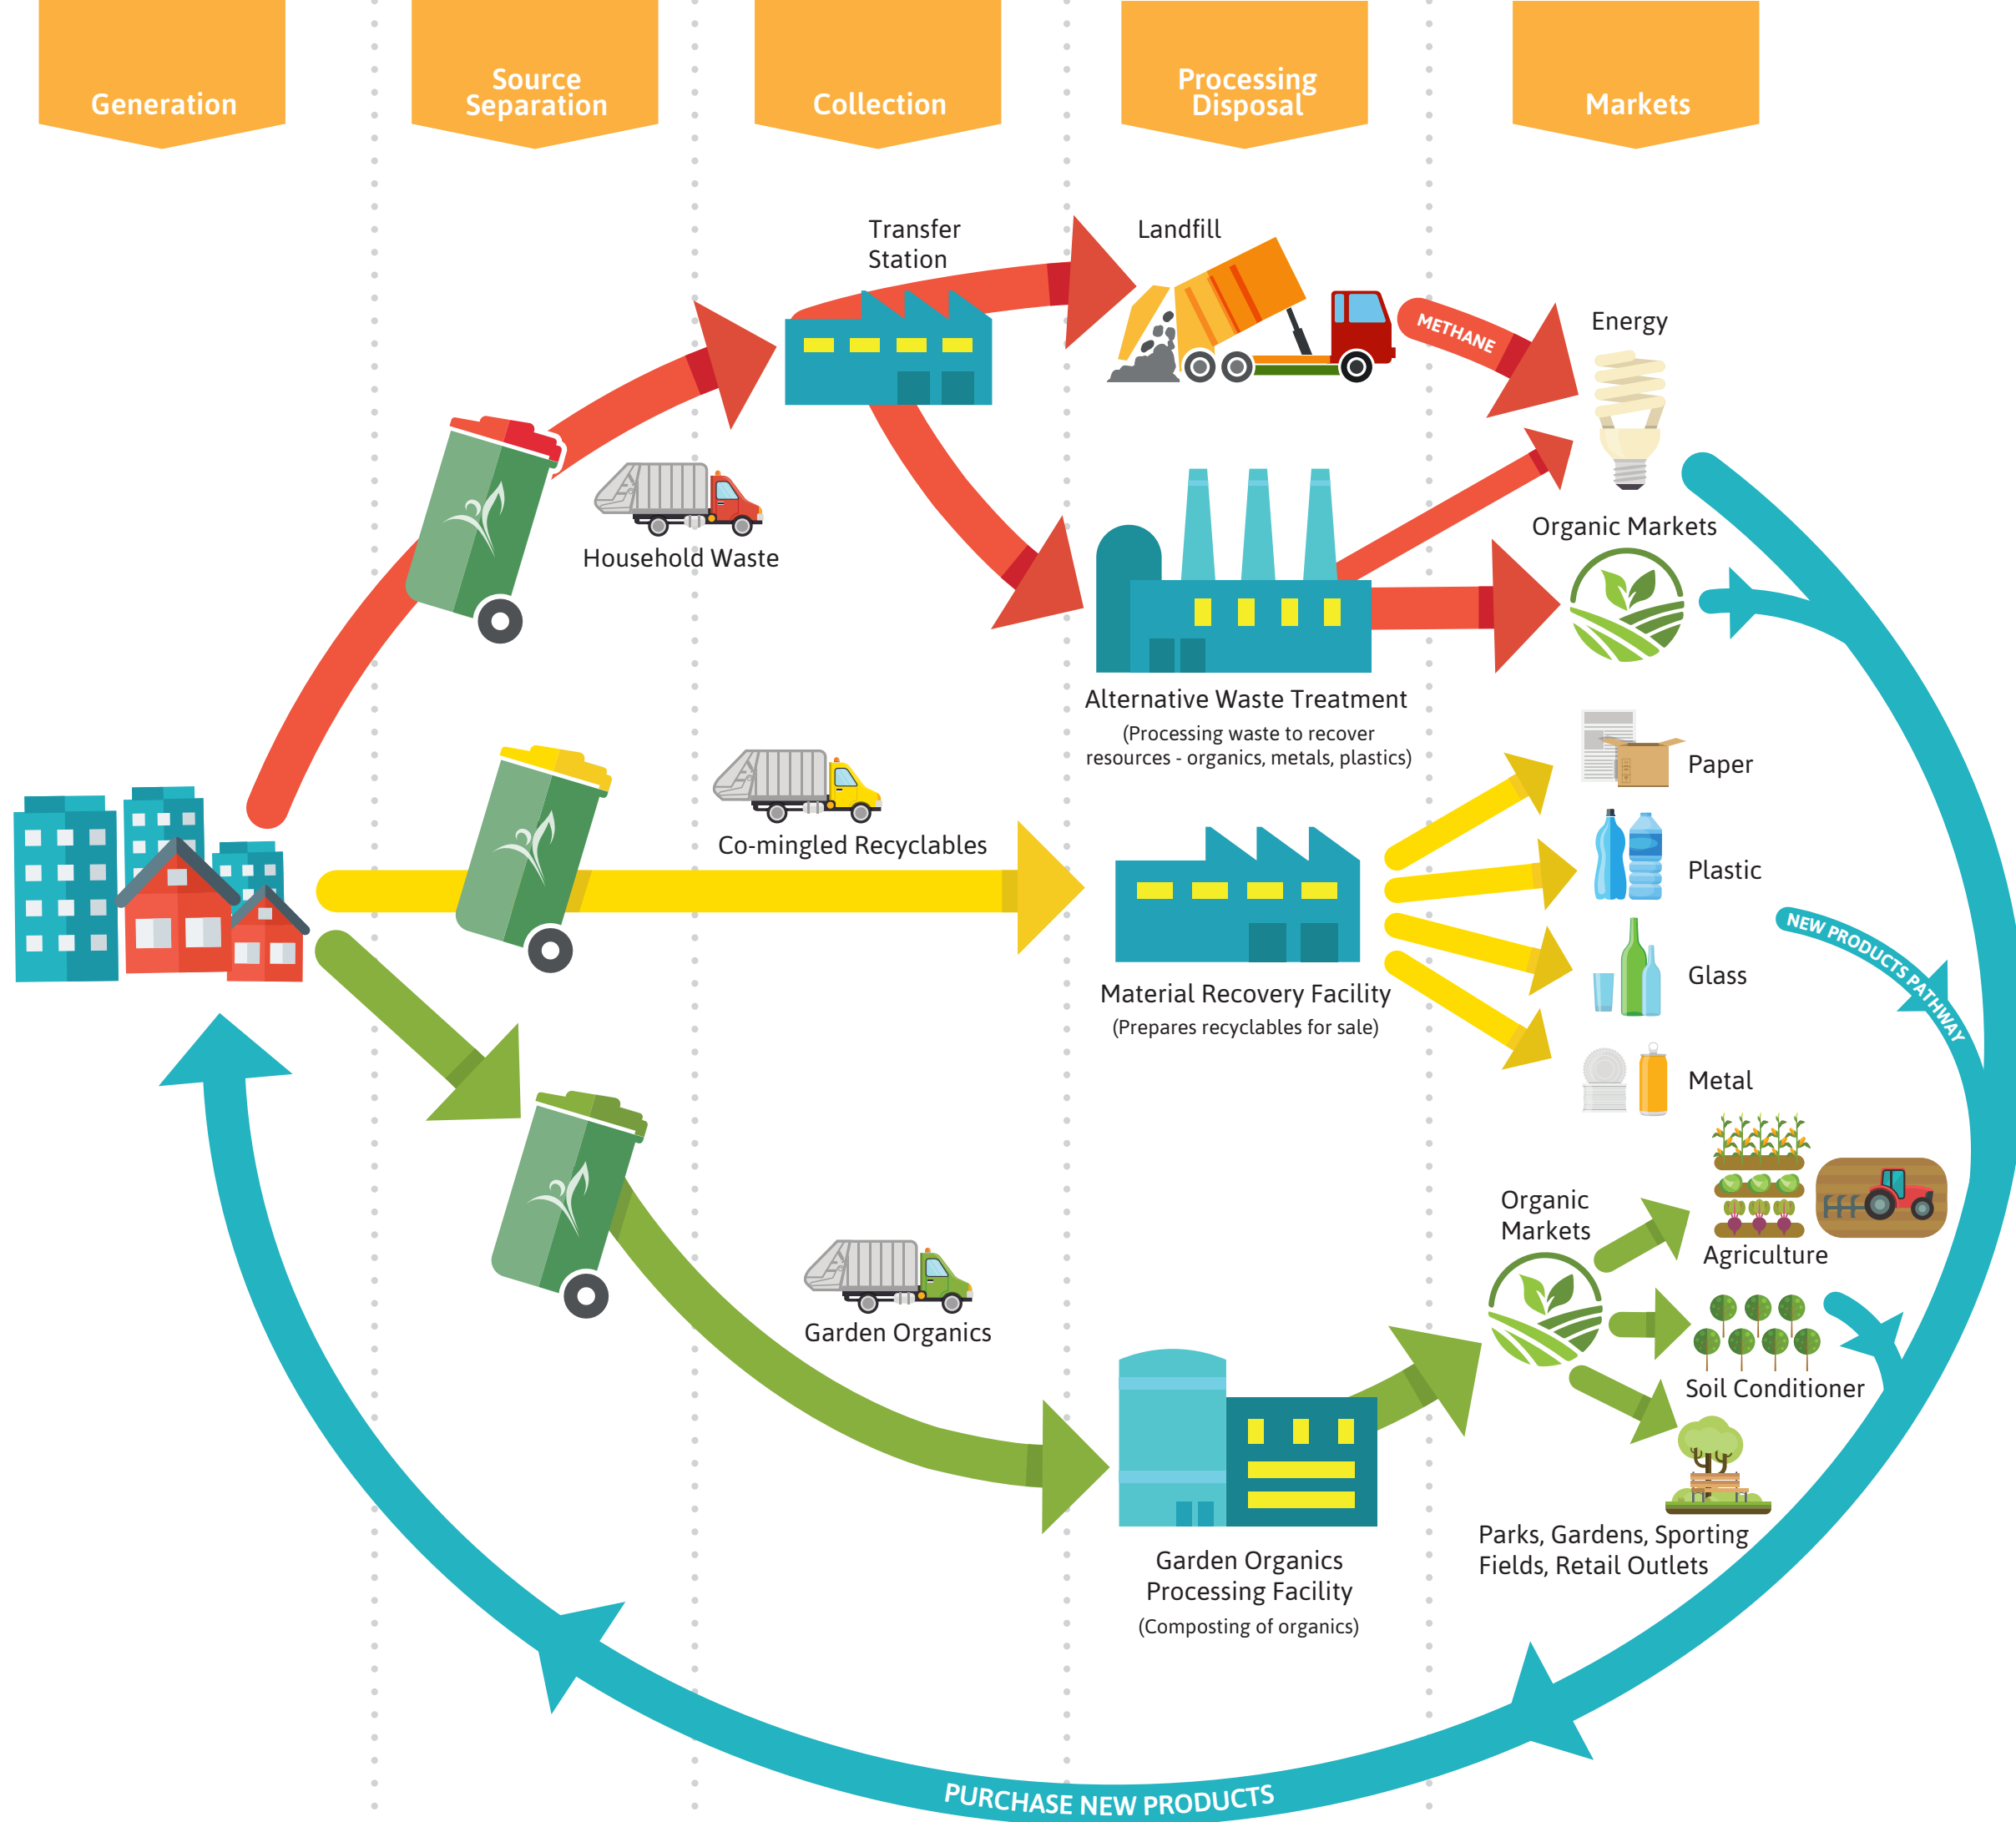 Generation
Source
Separation
Collection
Processing
Disposal
Markets
Transfer
Station
Landfill
METHANE
Energy
Household Waste
Organic Markets
Alternative Waste Treatment
(Processing waste to recover
resources - organics, metals, plastics)
Co-mingled Recyclables
Material Recovery Facility
(Prepares recyclables for sale)
Paper
Plastic
Glass
Metal
NEW PRODUCTS PATHWAY
Garden Organics
Garden Organics
Processing Facility
(Composting of organics)
Organic
Markets
Agriculture
Soil Conditioner
Parks, Gardens, Sporting
Fields, Retail Outlets
PURCHASE NEW PRODUCTS